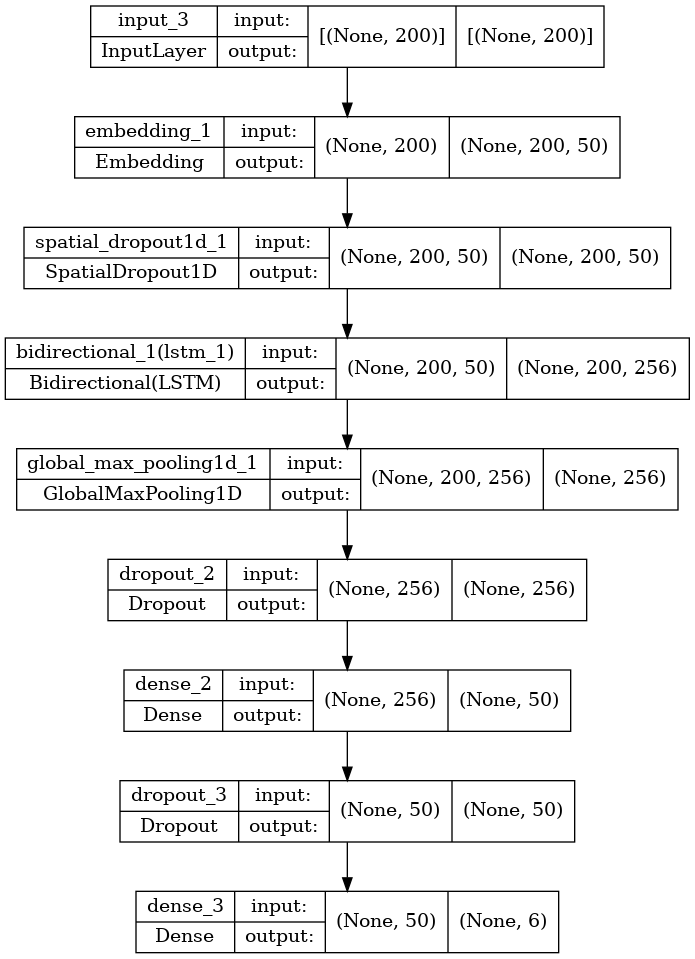 input_3 input: [(None, 200)] [(None, 200)]
InputLayer output:
embedding_1 input: (None, 200) (None, 200, 50)
Embedding output:
spatial_dropout1d_1 input: (None, 200, 50) (None, 200, 50)
SpatialDropout1D output:
bidirectional_1(lstm_1) input: (None, 200, 50) (None, 200, 256)
Bidirectional(LSTM) output:
global_max_pooling1d_1 input: (None, 200, 256) (None, 256)
GlobalMaxPooling1D output:
dropout_2 input: (None, 256) (None, 256)
Dropout output:
dense_2 input: (None, 256) (None, 50)
Dense output:
dropout_3 input: (None, 50) (None, 50)
Dropout output:
dense_3 input: (None, 50) (None, 6)
Dense output: